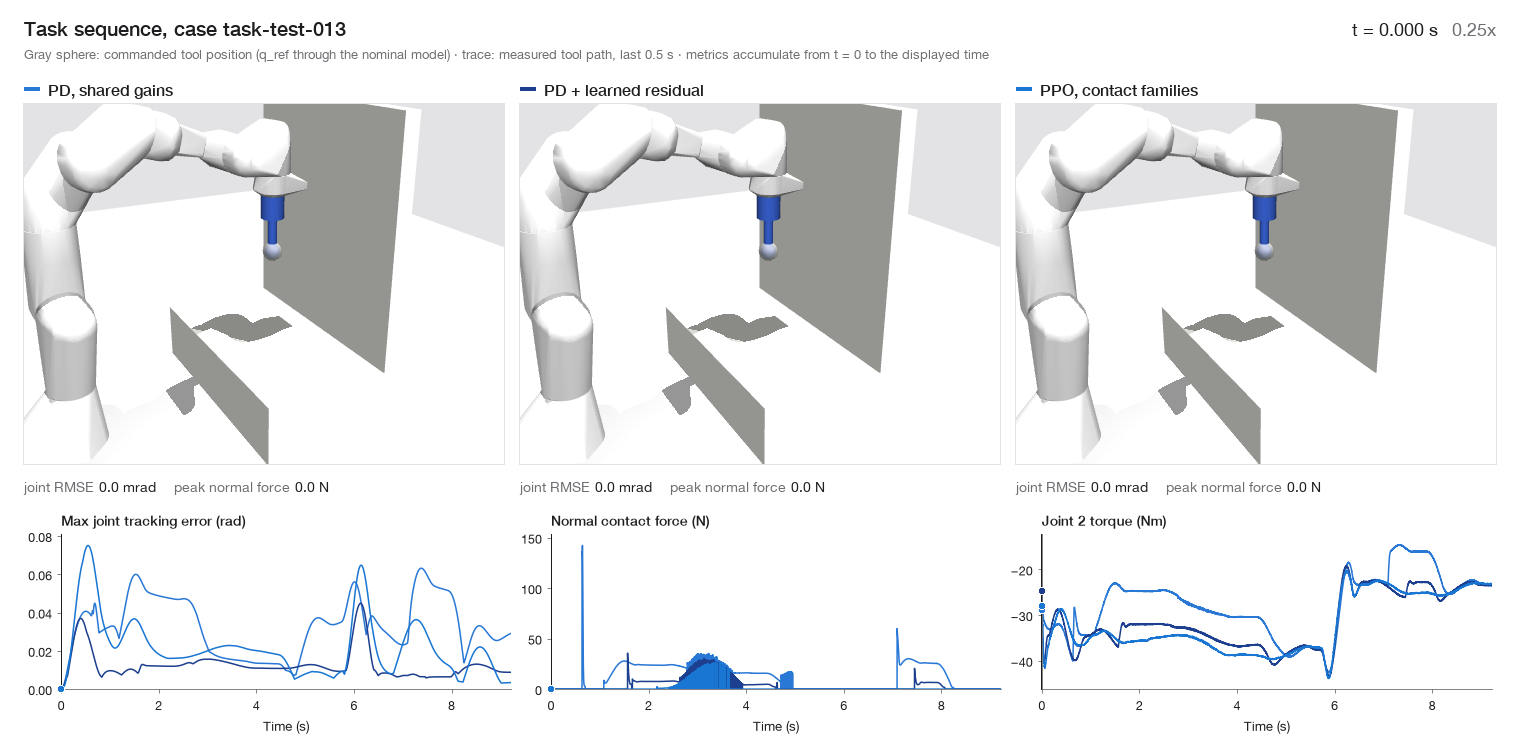 Task sequence, case task-test-013
t = 0.000 s 0.25x
Gray sphere: commanded tool position (q_ref through the nominal model) · trace: measured tool path, last 0.5 s · metrics accumulate from t = 0 to the displayed time
PD, shared gains
PD + learned residual
PPO, contact families
joint RMSE 0.0 mrad peak normal force 0.0 N
joint RMSE 0.0 mrad peak normal force 0.0 N
joint RMSE 0.0 mrad peak normal force 0.0 N
Max joint tracking error (rad)
0.08
0.06
0.04
0.02
0.00
0 2 4 6 8
Time (s)
Normal contact force (N)
150
100
50
0
0 2 4 6 8
Time (s)
Joint 2 torque (Nm)
−20
−30
−40
0 2 4 6 8
Time (s)